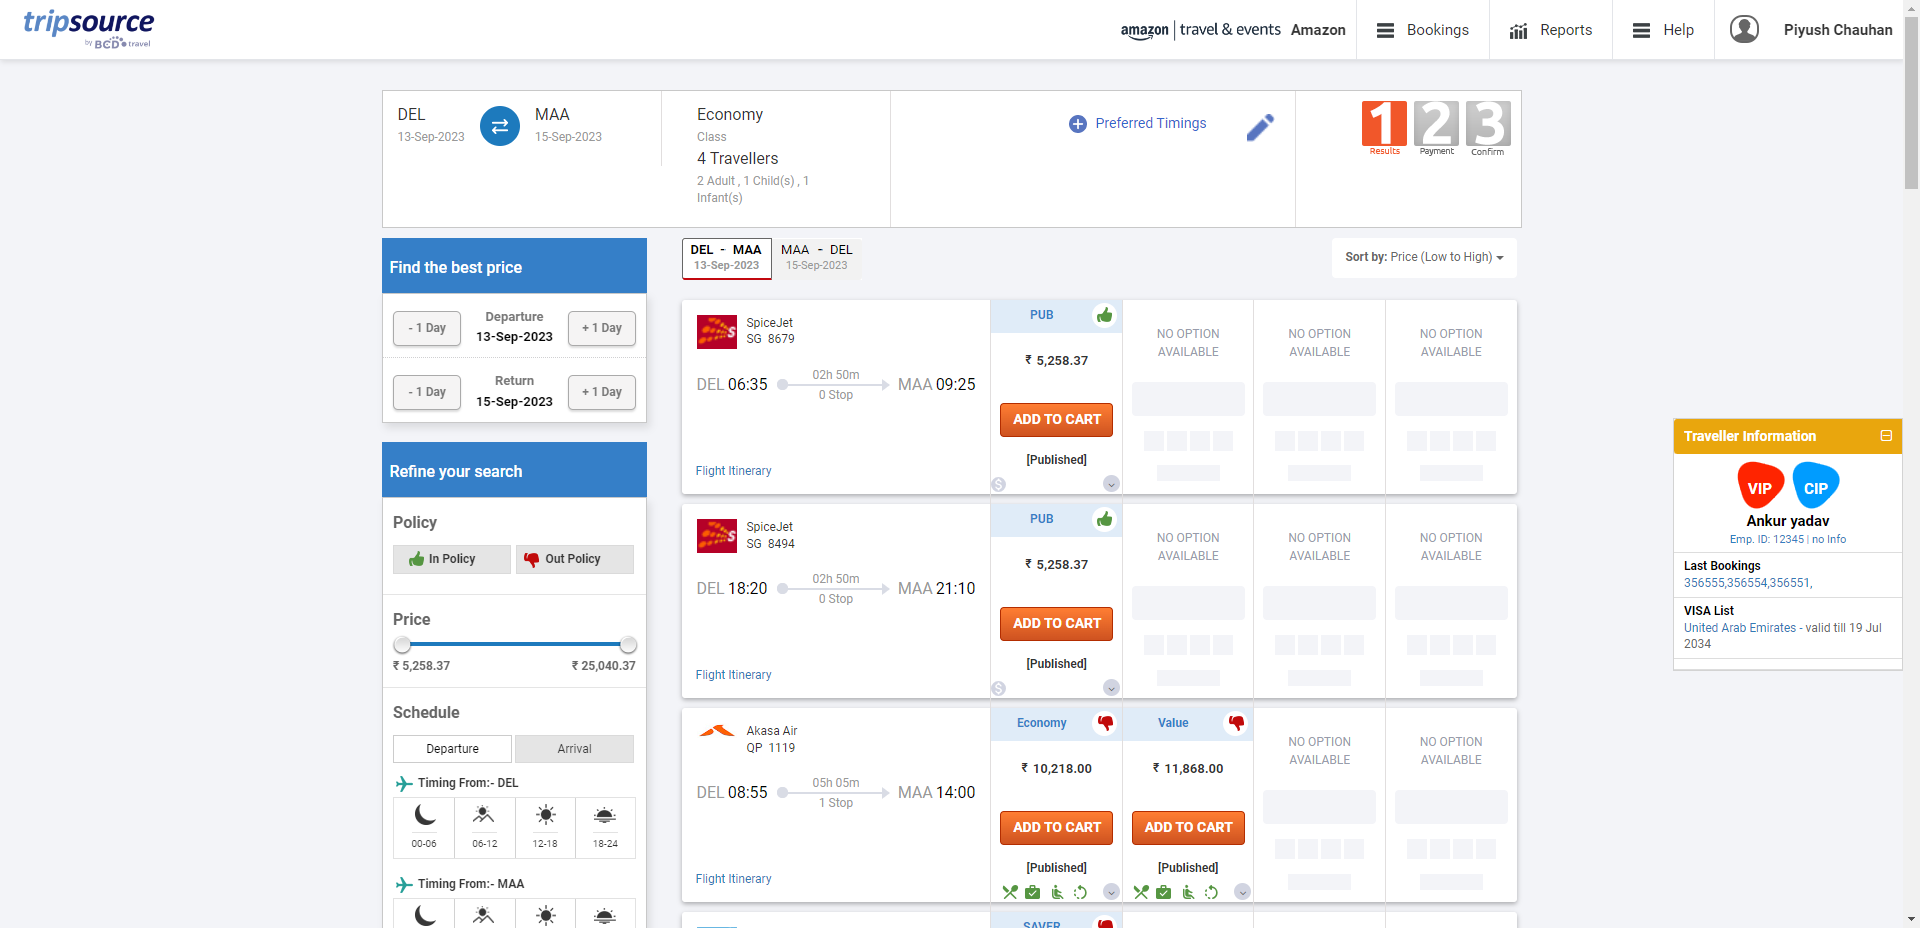 tripsource
by BCD travel
amazon | travel & events Amazon
Bookings
Reports
Help
Piyush Chauhan
DEL
13-Sep-2023
MAA
15-Sep-2023
Economy
Class
4 Travellers
2 Adult , 1 Child(s) , 1
Infant(s)
Preferred Timings
1 2 3
Results Payment Confirm
Find the best price
- 1 Day
Departure
13-Sep-2023
+ 1 Day
- 1 Day
Return
15-Sep-2023
+ 1 Day
Refine your search
Policy
In Policy
Out Policy
Price
₹ 5,258.37
₹ 25,040.37
Schedule
Departure
Arrival
Timing From:- DEL
00-06
06-12
12-18
18-24
Timing From:- MAA
DEL - MAA
13-Sep-2023
MAA - DEL
15-Sep-2023
Sort by: Price (Low to High)
SpiceJet
SG 8679
DEL 06:35
02h 50m
0 Stop
MAA 09:25
Flight Itinerary
PUB
₹ 5,258.37
ADD TO CART
[Published]
NO OPTION
AVAILABLE
NO OPTION
AVAILABLE
NO OPTION
AVAILABLE
SpiceJet
SG 8494
DEL 18:20
02h 50m
0 Stop
MAA 21:10
Flight Itinerary
PUB
₹ 5,258.37
ADD TO CART
[Published]
NO OPTION
AVAILABLE
NO OPTION
AVAILABLE
NO OPTION
AVAILABLE
Akasa Air
QP 1119
DEL 08:55
05h 05m
1 Stop
MAA 14:00
Flight Itinerary
Economy
₹ 10,218.00
ADD TO CART
[Published]
Value
₹ 11,868.00
ADD TO CART
[Published]
NO OPTION
AVAILABLE
NO OPTION
AVAILABLE
SAVER
Traveller Information
VIP
CIP
Ankur yadav
Emp. ID: 12345 | no Info
Last Bookings
356555,356554,356551,
VISA List
United Arab Emirates - valid till 19 Jul
2034